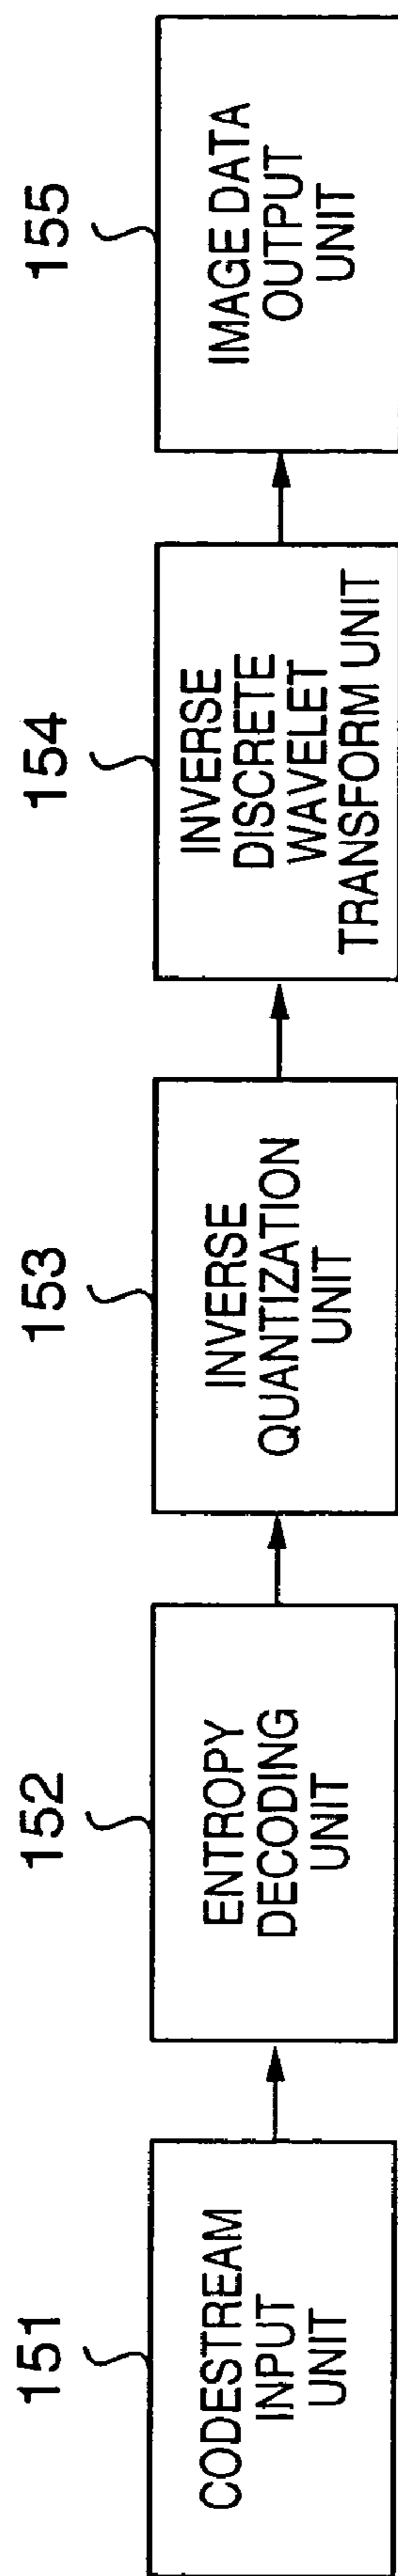 151
CODESTREAM
INPUT
UNIT
152
ENTROPY
DECODING
UNIT
153
INVERSE
QUANTIZATION
UNIT
154
INVERSE
DISCRETE
WAVELET
TRANSFORM UNIT
155
IMAGE DATA
OUTPUT
UNIT